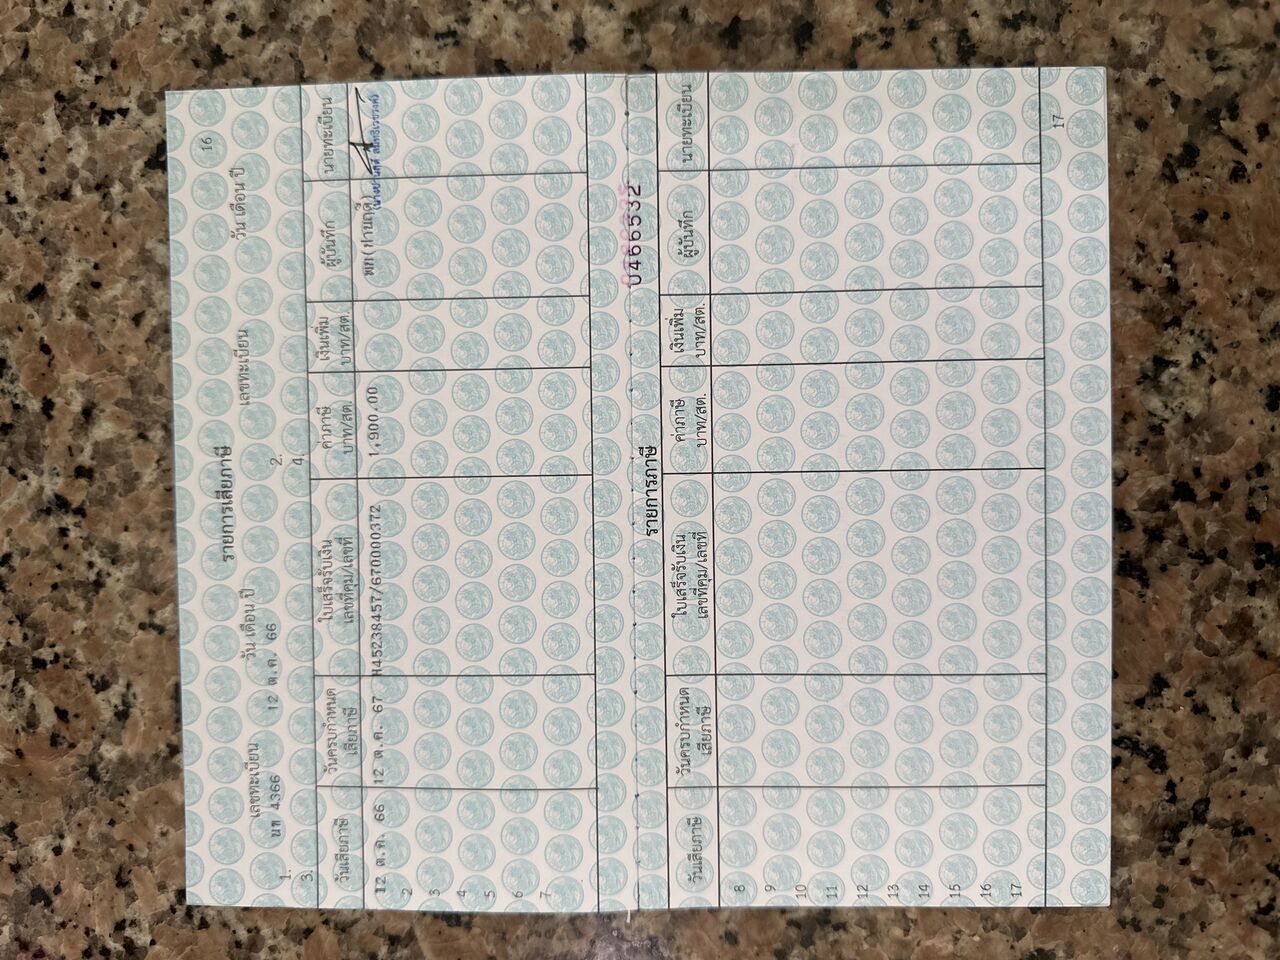 16
รายการเสียภาษี
เลขทะเบียน วัน เดือน ปี เลขทะเบียน วัน เดือน ปี
1. นก 4366 12 ต.ค. 66 2.
3. 4.
วันเสียภาษี วันครบกำหนดเสียภาษี ใบเสร็จรับเงิน เลขที่คุม/เลขที่ ค่าภาษี บาท/สต. เงินเพิ่ม บาท/สต. ผู้บันทึก นายทะเบียน
12 ต.ค. 66 12 ต.ค. 67 H45238457/670000372 1,900.00
2
3
4
5
6
7
0466532
รายการภาษี
วันเสียภาษี วันครบกำหนดเสียภาษี ใบเสร็จรับเงิน เลขที่คุม/เลขที่ ค่าภาษี บาท/สต. เงินเพิ่ม บาท/สต. ผู้บันทึก นายทะเบียน
8
9
10
11
12
13
14
15
16
17
17